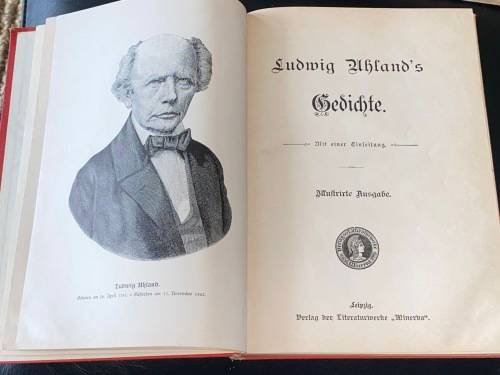 Ludwig Uhland.
Geboren am 26. April 1787. Gestorben am 13. November 1862.
Ludwig Uhland's
Gedichte.
Mit einer Einleitung.
Illustrirte Ausgabe.
Leipzig.
Verlag der Literaturwerke „Minerva“.